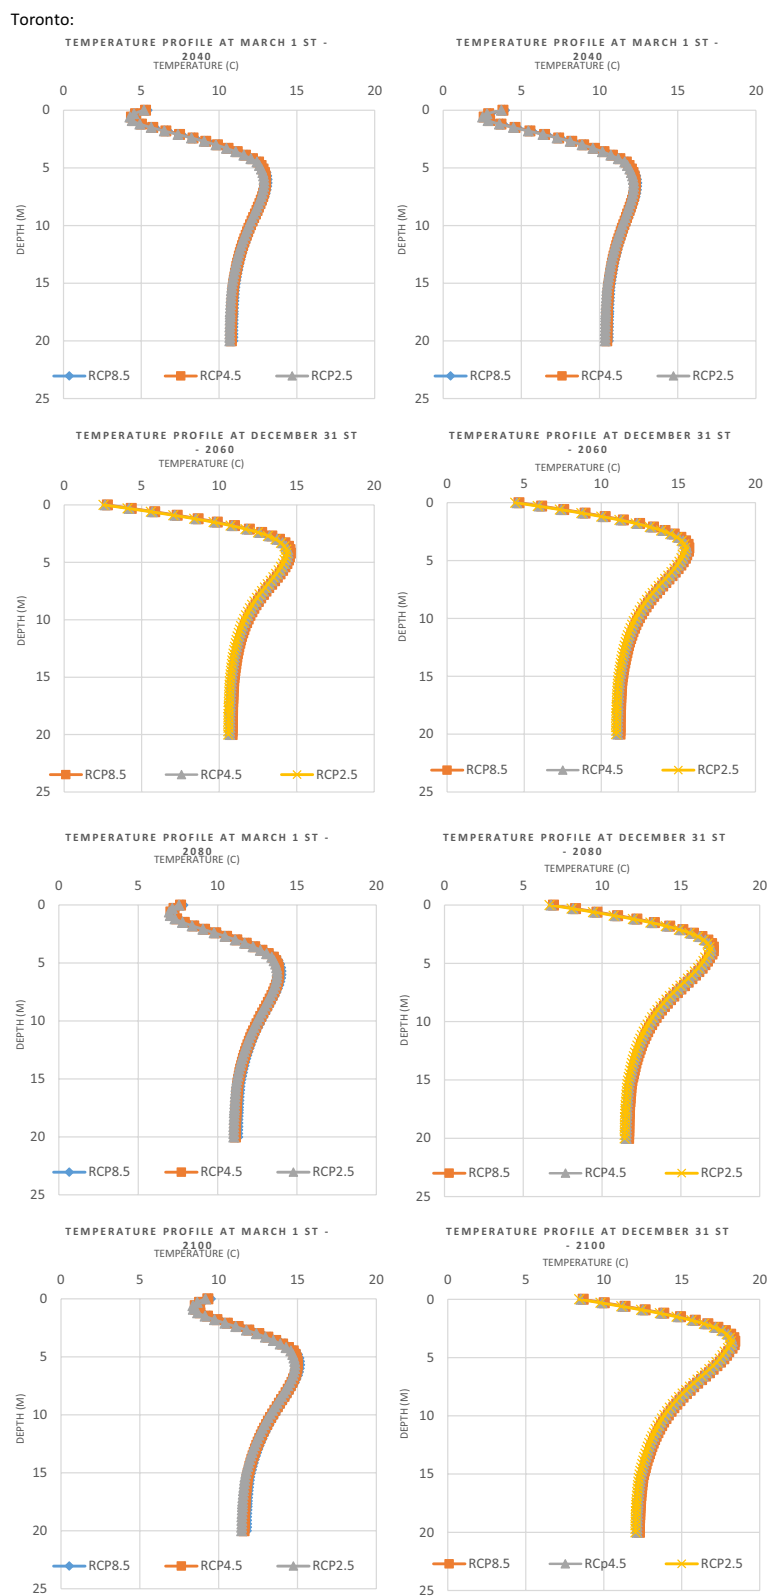 Toronto:
TEMPERATURE PROFILE AT MARCH 1 ST -
2040
TEMPERATURE (C)
0 5 10 15 20
0
5
10
15
20
25
DEPTH (M)
RCP8.5 RCP4.5 RCP2.5
TEMPERATURE PROFILE AT MARCH 1 ST -
2040
TEMPERATURE (C)
0 5 10 15 20
0
5
10
15
20
25
DEPTH (M)
RCP8.5 RCP4.5 RCP2.5
TEMPERATURE PROFILE AT DECEMBER 31 ST
- 2060
TEMPERATURE (C)
0 5 10 15 20
0
5
10
15
20
25
DEPTH (M)
RCP8.5 RCP4.5 RCP2.5
TEMPERATURE PROFILE AT DECEMBER 31 ST
- 2060
TEMPERATURE (C)
0 5 10 15 20
0
5
10
15
20
25
DEPTH (M)
RCP8.5 RCP4.5 RCP2.5
TEMPERATURE PROFILE AT MARCH 1 ST -
2080
TEMPERATURE (C)
0 5 10 15 20
0
5
10
15
20
25
DEPTH (M)
RCP8.5 RCP4.5 RCP2.5
TEMPERATURE PROFILE AT DECEMBER 31 ST
- 2080
TEMPERATURE (C)
0 5 10 15 20
0
5
10
15
20
25
DEPTH (M)
RCP8.5 RCP4.5 RCP2.5
TEMPERATURE PROFILE AT MARCH 1 ST -
2100
TEMPERATURE (C)
0 5 10 15 20
0
5
10
15
20
25
DEPTH (M)
RCP8.5 RCP4.5 RCP2.5
TEMPERATURE PROFILE AT DECEMBER 31 ST
- 2100
TEMPERATURE (C)
0 5 10 15 20
0
5
10
15
20
25
DEPTH (M)
RCP8.5 RCp4.5 RCP2.5